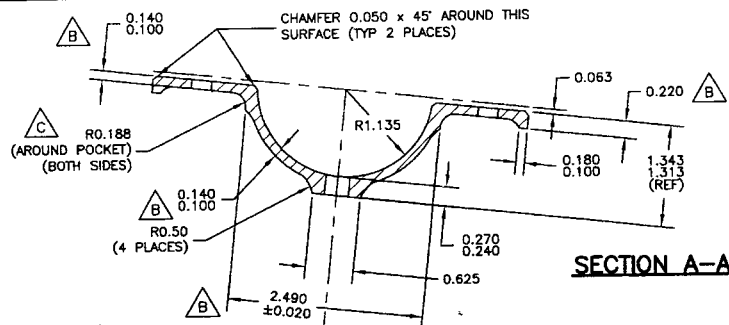 0.140
0.100
B
CHAMFER 0.050 x 45° AROUND THIS
SURFACE (TYP 2 PLACES)
0.063
0.220
B
C
R0.188
(AROUND POCKET)
(BOTH SIDES)
R1.135
0.180
0.100
1.343
1.313
(REF)
0.140
0.100
B
R0.50
(4 PLACES)
0.270
0.240
0.625
SECTION A-A
2.490
±0.020
B